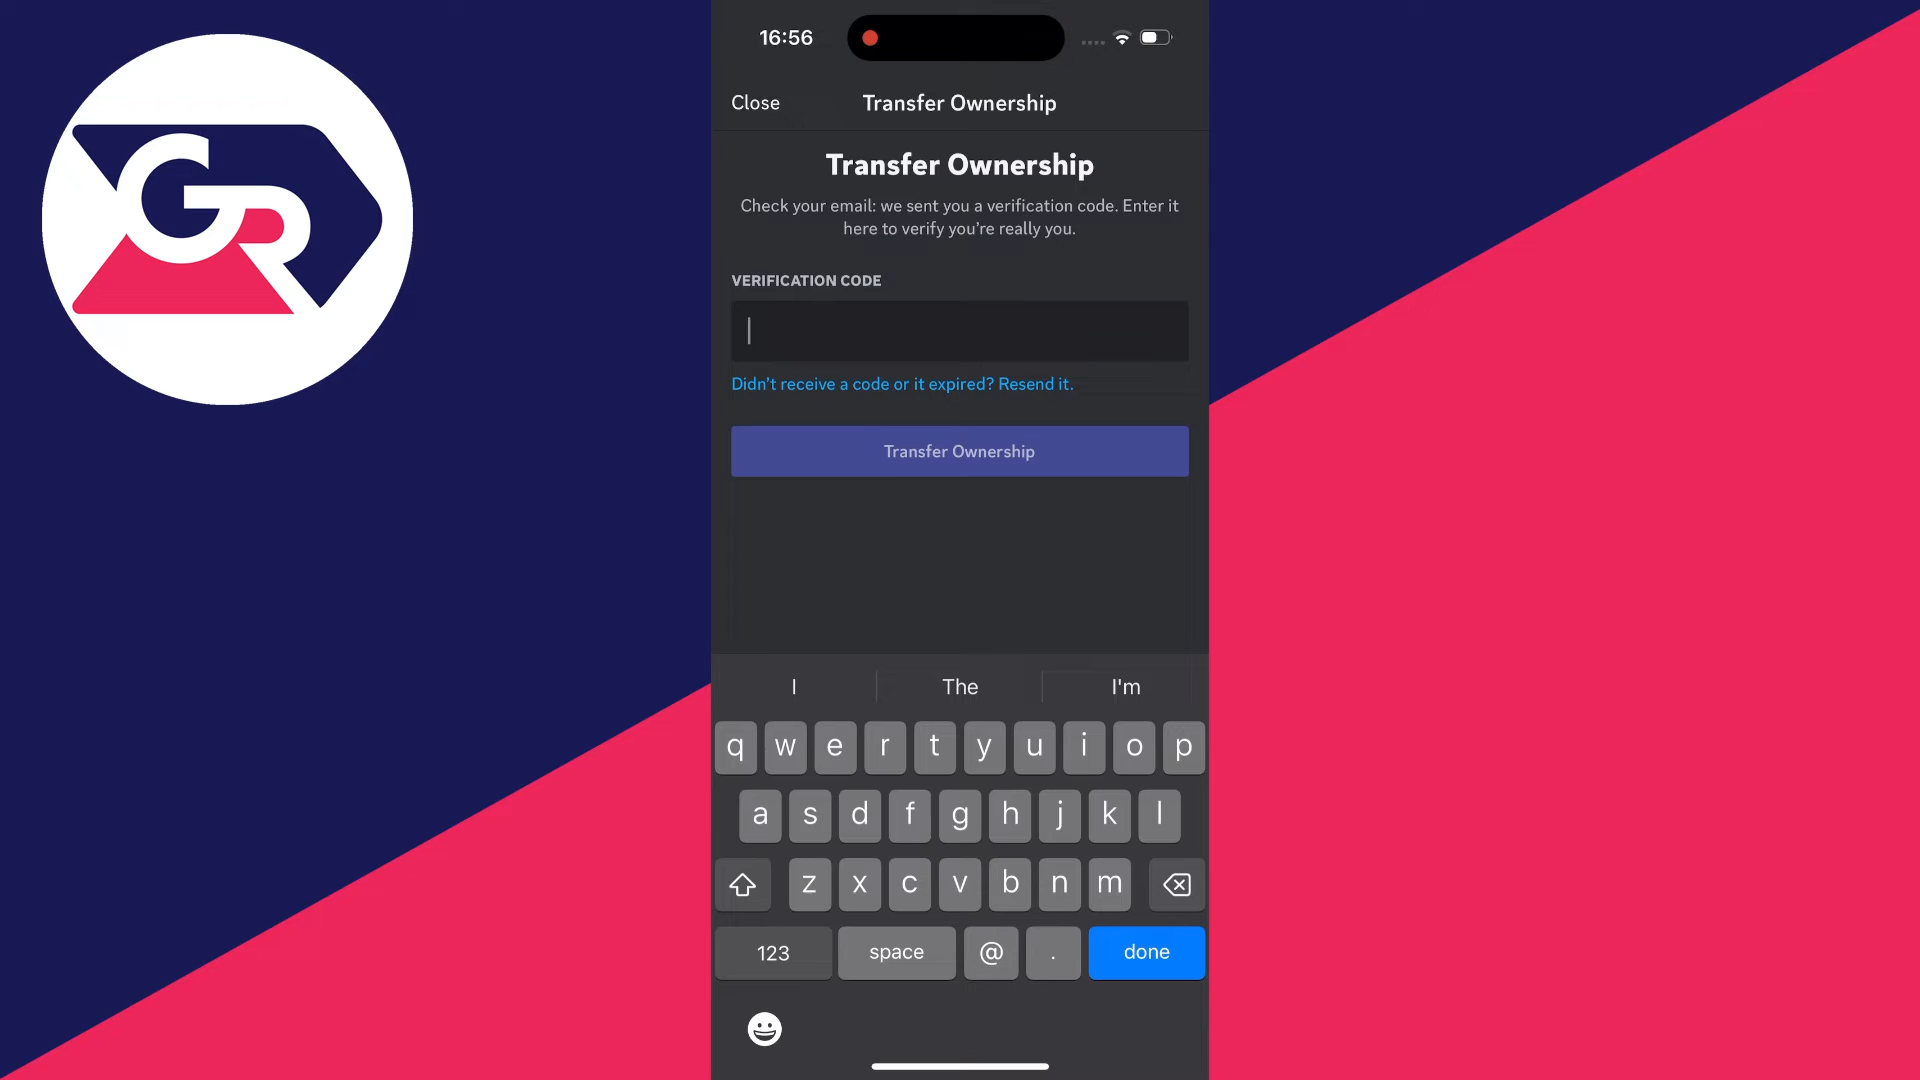 GR
16:56
Close
Transfer Ownership
Transfer Ownership
Check your email: we sent you a verification code. Enter it
here to verify you're really you.
VERIFICATION CODE
Didn't receive a code or it expired? Resend it.
Transfer Ownership
I The I'm
q w e r t y u i o p
a s d f g h j k l
z x c v b n m
123 space @ . done